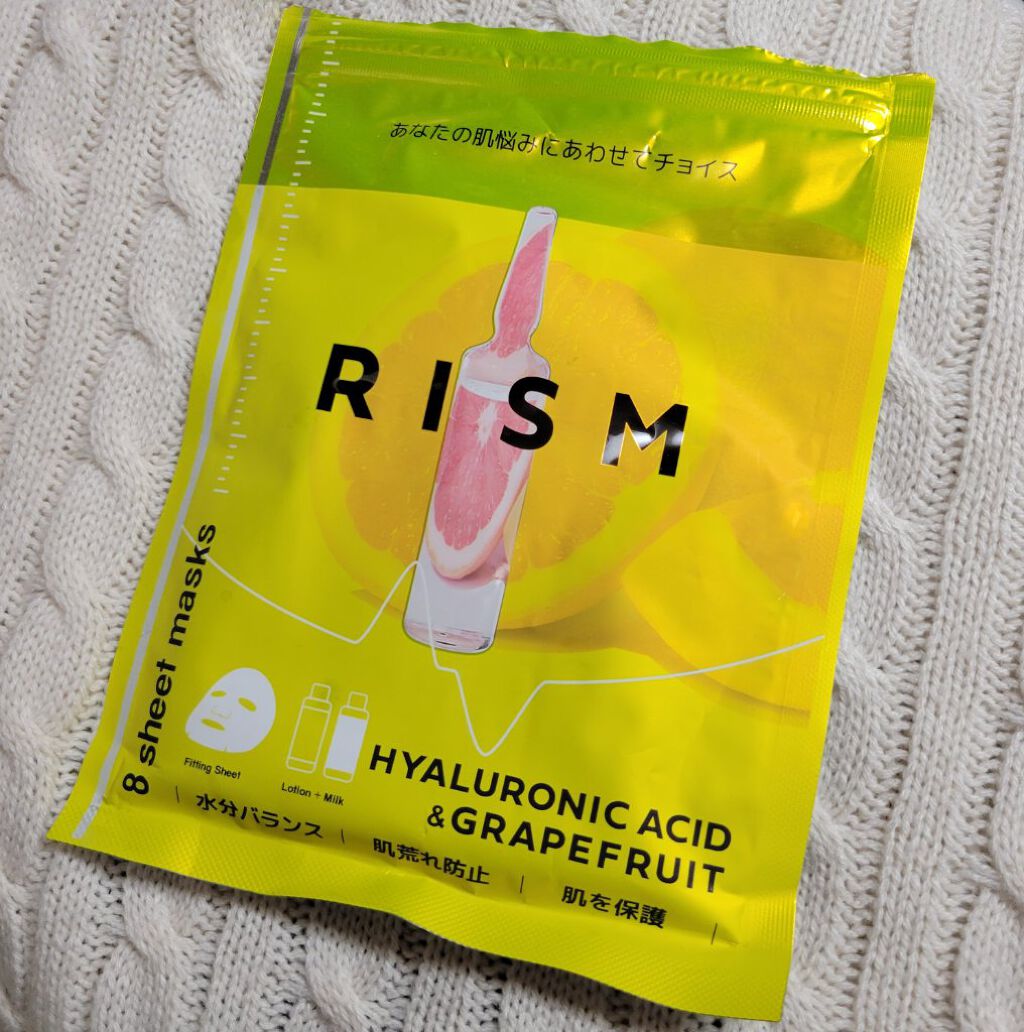 あなたの肌悩みにあわせてチョイス
RISM
8 sheet masks
Fitting Sheet
Lotion + Milk
HYALURONIC ACID
&GRAPEFRUIT
水分バランス | 肌荒れ防止 | 肌を保護 |